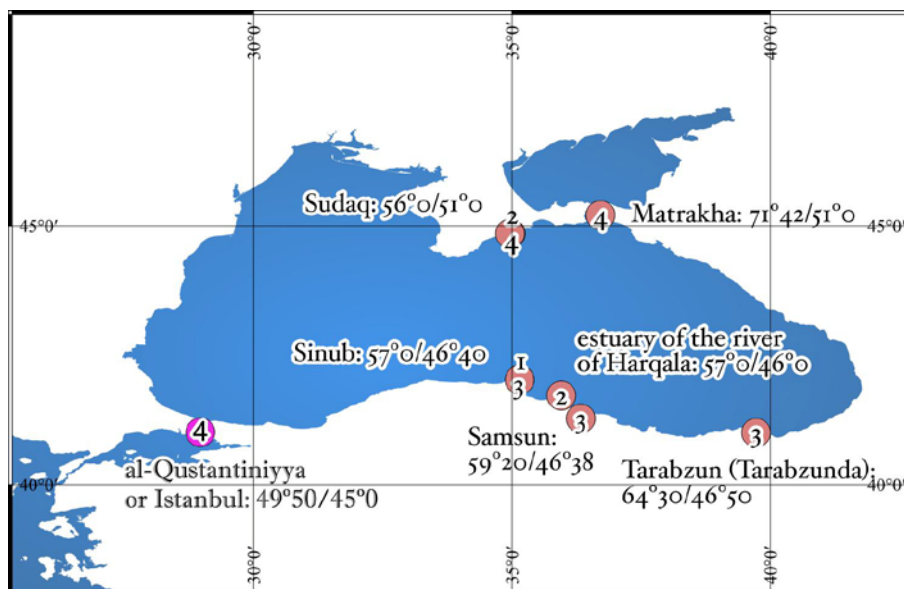 30°0'
35°0'
40°0'
Sudaq: 56°0/51°0
2
4
4
Matrakha: 71°42/51°0
45°0'
45°0'
estuary of the river
of Harqala: 57°0/46°0
Sinub: 57°0/46°40
1
3
2
3
4
3
Samsun:
59°20/46°38
al-Qustantiniyya
or Istanbul: 49°50/45°0
Tarabzun (Tarabzunda):
64°30/46°50
40°0'
40°0'
30°0'
35°0'
40°0'